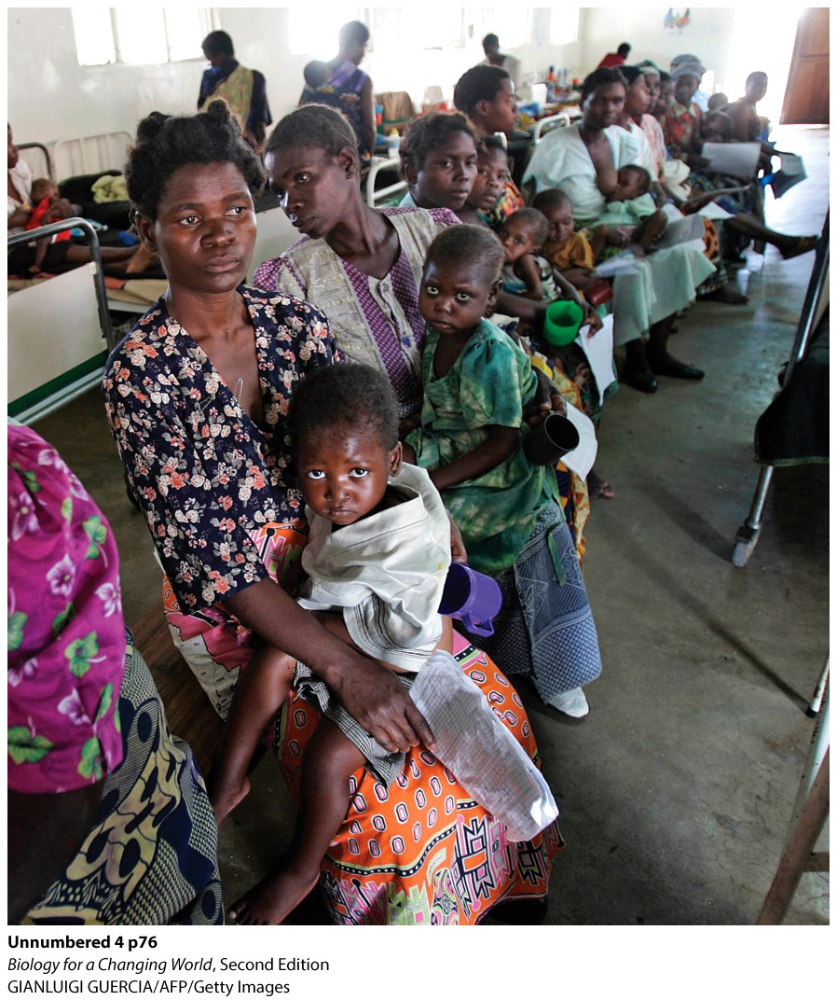 Unnumbered 4 p76
Biology for a Changing World, Second Edition
GIANLUIGI GUERCIA/AFP/Getty Images